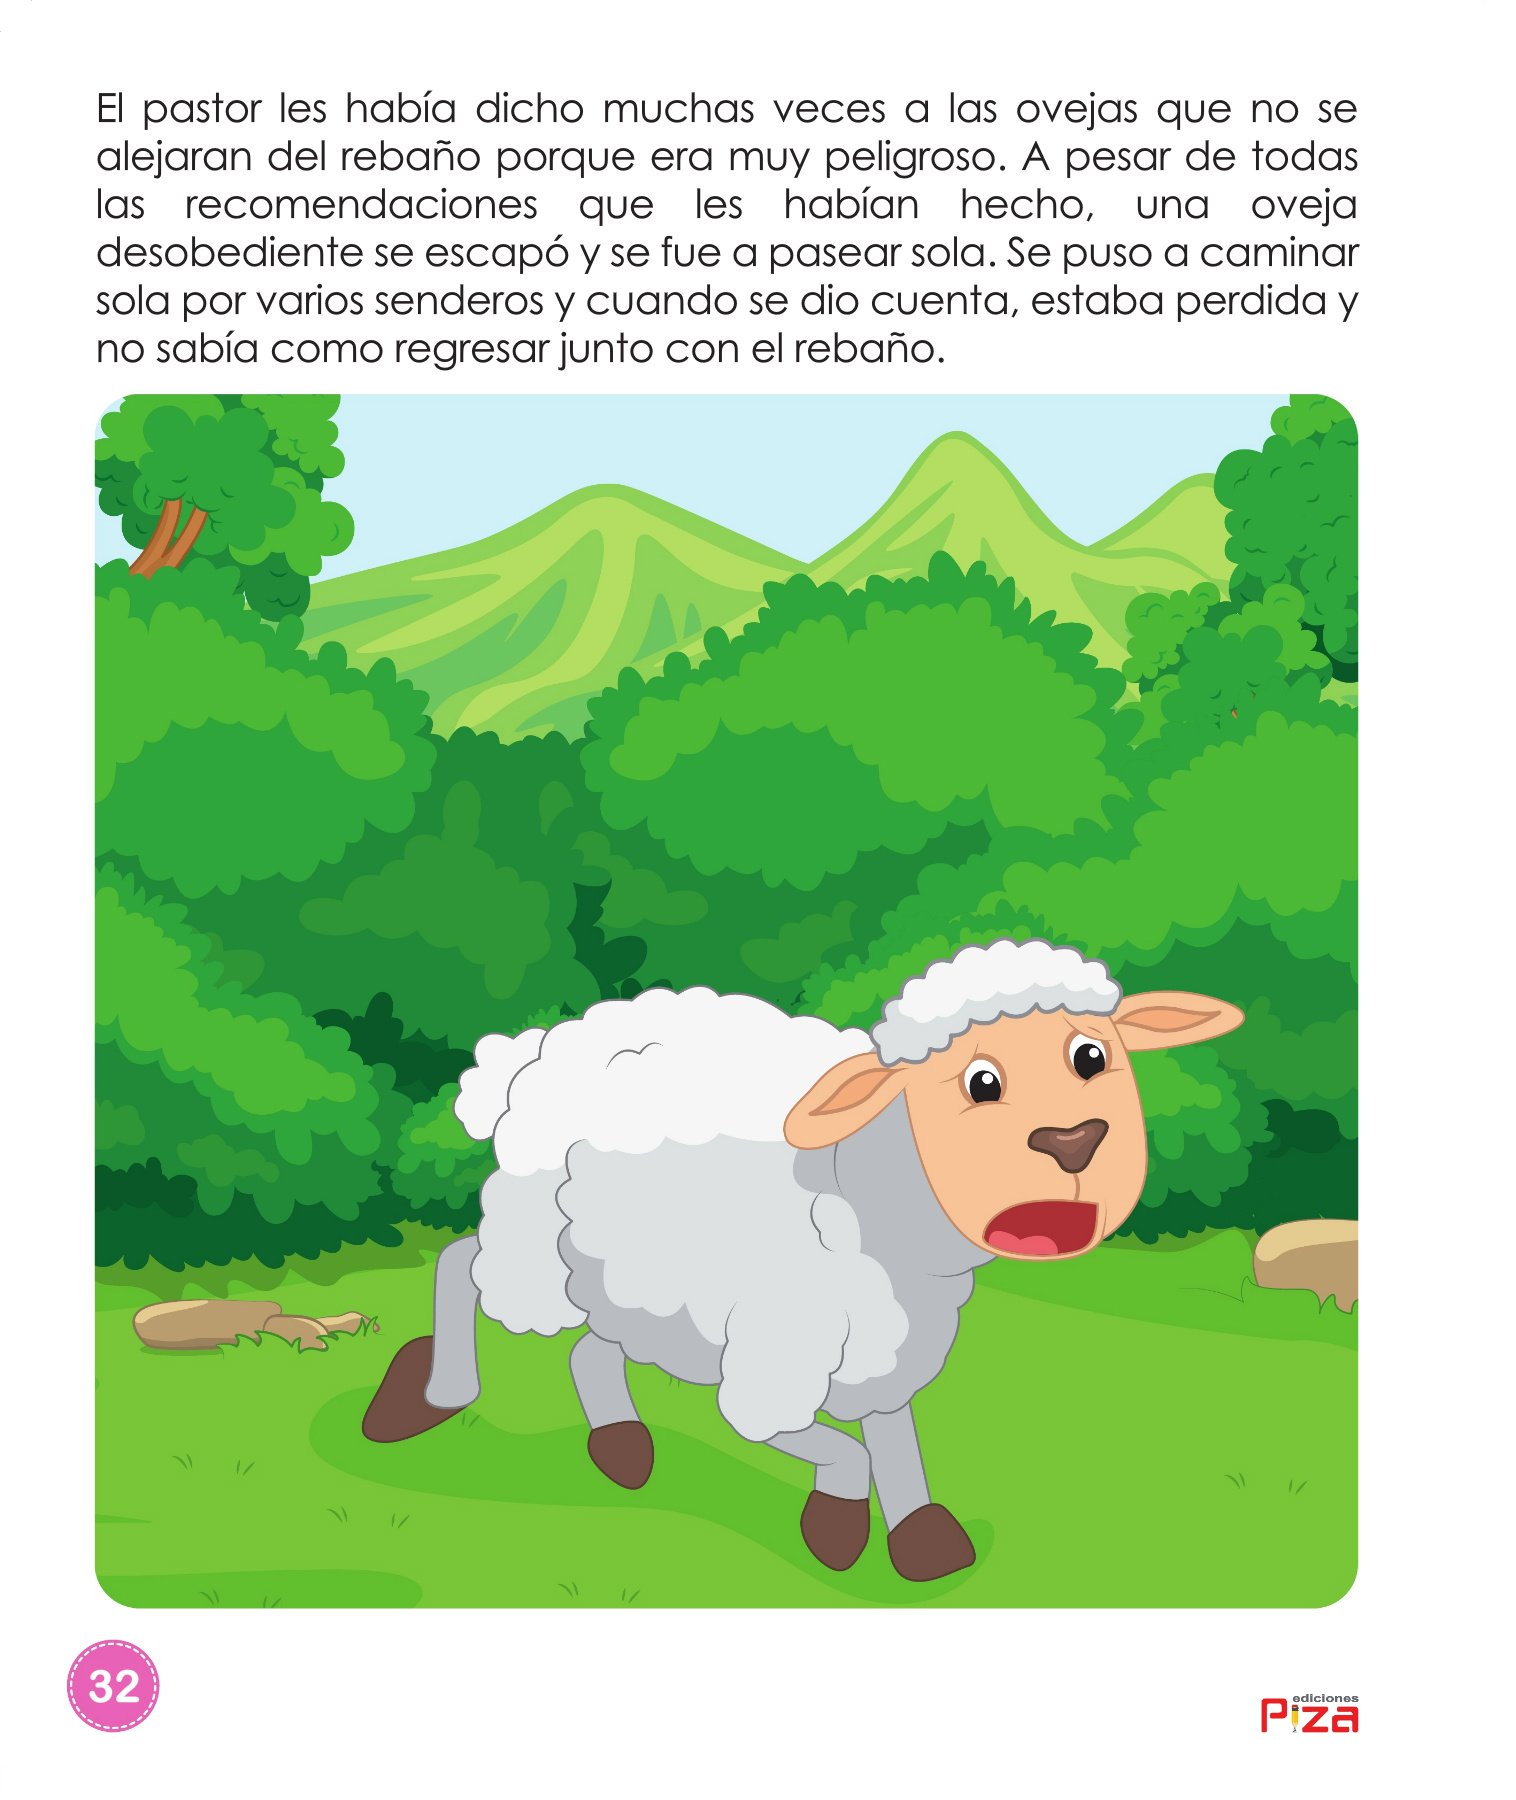 El pastor les había dicho muchas veces a las ovejas que no se
alejaran del rebaño porque era muy peligroso. A pesar de todas
las recomendaciones que les habían hecho, una oveja
desobediente se escapó y se fue a pasear sola. Se puso a caminar
sola por varios senderos y cuando se dio cuenta, estaba perdida y
no sabía como regresar junto con el rebaño.
32
ediciones
Piza